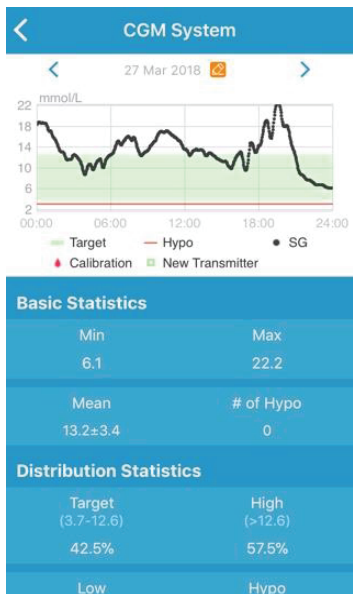 CGM System
27 Mar 2018
mmol/L
22
18
14
10
6
2
00:00 06:00 12:00 18:00 24:00
Target Hypo SG
Calibration New Transmitter
Basic Statistics
Min Max
6.1 22.2
Mean # of Hypo
13.2±3.4 0
Distribution Statistics
Target High
(3.7-12.6) (>12.6)
42.5% 57.5%
Low Hypo